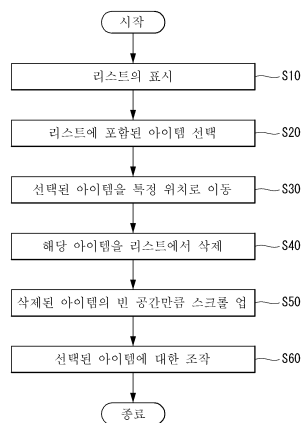 시작
리스트의 표시
S10
리스트에 포함된 아이템 선택
S20
선택된 아이템을 특정 위치로 이동
S30
해당 아이템을 리스트에서 삭제
S40
삭제된 아이템의 빈 공간만큼 스크롤 업
S50
선택된 아이템에 대한 조작
S60
종료